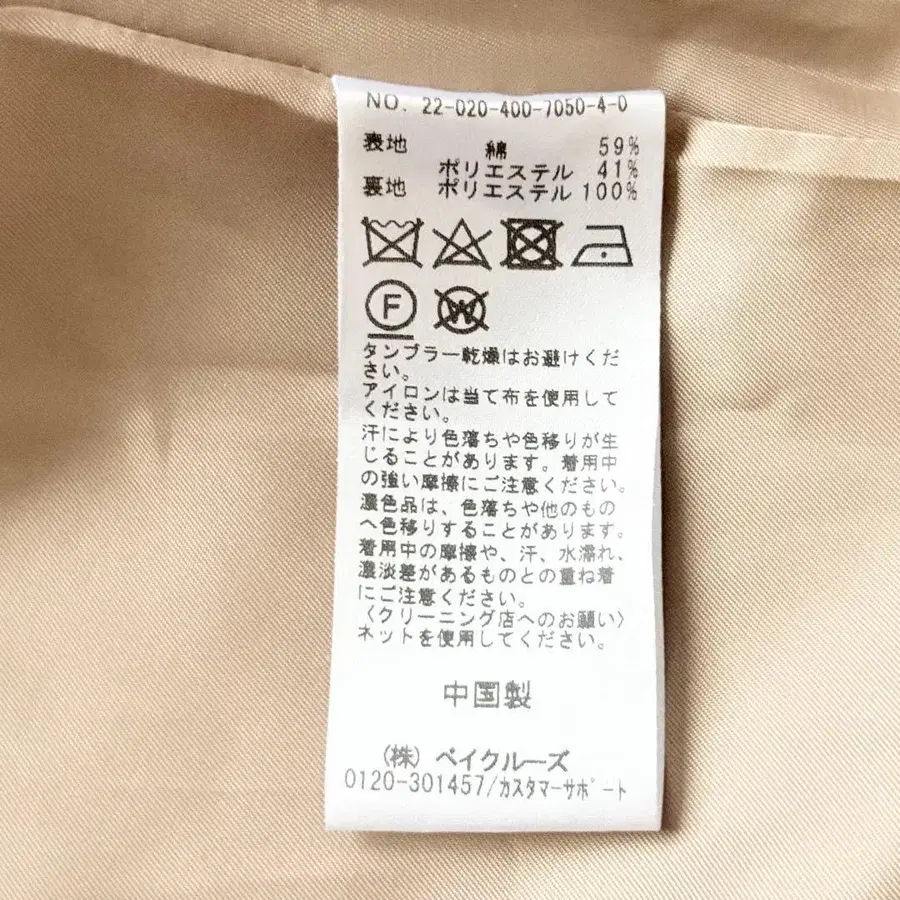 NO. 22-020-400-7050-4-0
表地 綿 59%
ポリエステル 41%
裏地 ポリエステル 100%
F
W
タンブラー乾燥はお避けくだ
さい。
アイロンは当て布を使用して
ください。
汗により色落ちや色移りが生
じることがあります。着用中
の強い摩擦にご注意ください。
濃色品は、色落ちや他のもの
へ色移りすることがあります。
着用中の摩擦や、汗、水濡れ、
濃淡差があるものとの重ね着
にご注意ください。
〈クリーニング店へのお願い〉
ネットを使用してください。
中国製
(株) ベイクルーズ
0120-301457/カスタマーサポート